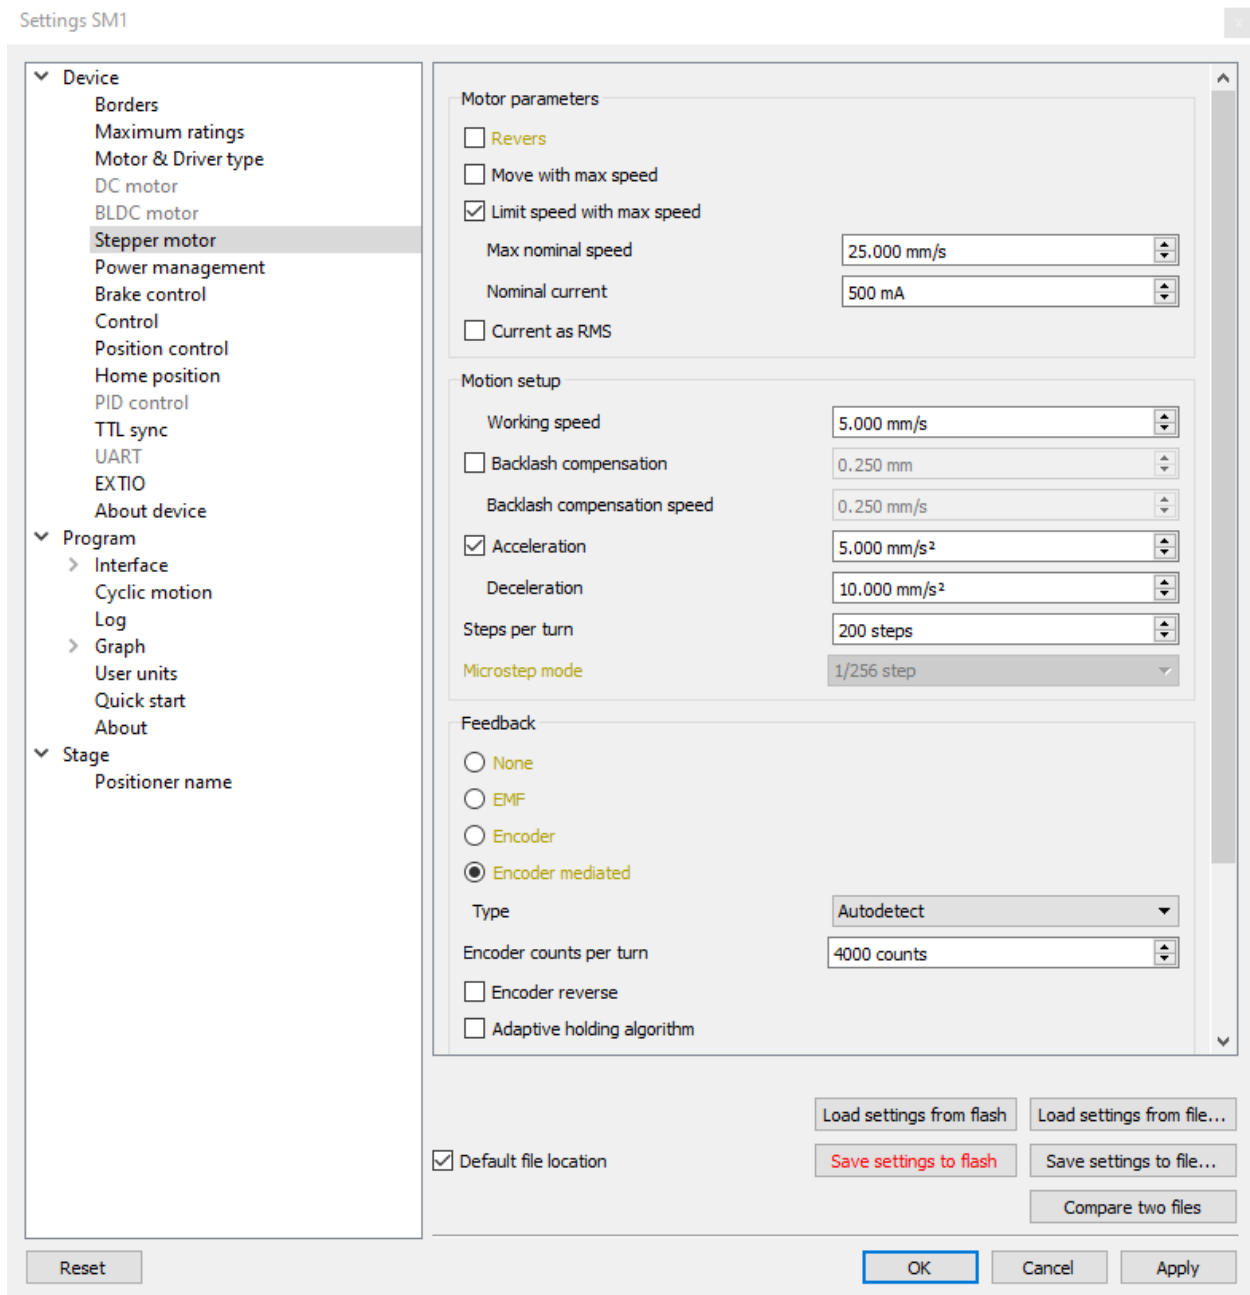 Settings SM1
x
Device
Borders
Maximum ratings
Motor & Driver type
DC motor
BLDC motor
Stepper motor
Power management
Brake control
Control
Position control
Home position
PID control
TTL sync
UART
EXTIO
About device
Program
Interface
Cyclic motion
Log
Graph
User units
Quick start
About
Stage
Positioner name
Motor parameters
Revers
Move with max speed
Limit speed with max speed
Max nominal speed 25.000 mm/s
Nominal current 500 mA
Current as RMS
Motion setup
Working speed 5.000 mm/s
Backlash compensation 0.250 mm
Backlash compensation speed 0.250 mm/s
Acceleration 5.000 mm/s²
Deceleration 10.000 mm/s²
Steps per turn 200 steps
Microstep mode 1/256 step
Feedback
None
EMF
Encoder
Encoder mediated
Type Autodetect
Encoder counts per turn 4000 counts
Encoder reverse
Adaptive holding algorithm
Load settings from flash Load settings from file...
Default file location Save settings to flash Save settings to file...
Compare two files
Reset OK Cancel Apply